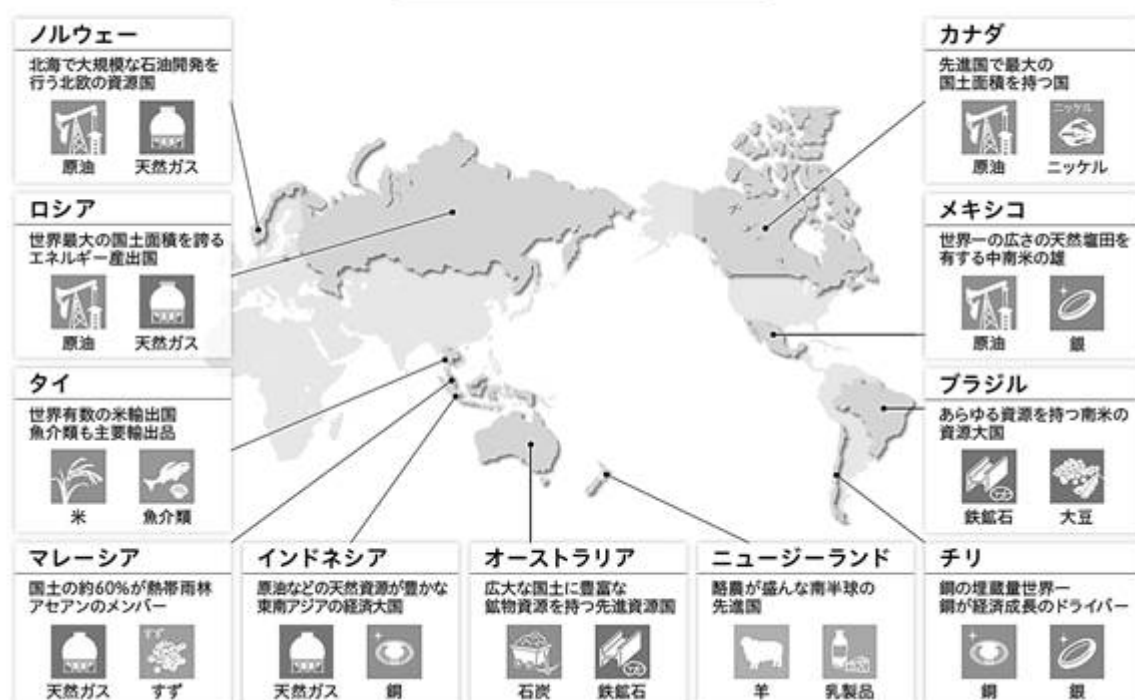 ノルウェー
北海で大規模な石油開発を
行う北欧の資源国
原油 天然ガス
ロシア
世界最大の国土面積を誇る
エネルギー産出国
原油 天然ガス
タイ
世界有数の米輸出国
魚介類も主要輸出品
米 魚介類
マレーシア
国土の約60%が熱帯雨林
アセアンのメンバー
すず
天然ガス すず
インドネシア
原油などの天然資源が豊かな
東南アジアの経済大国
天然ガス 銅
オーストラリア
広大な国土に豊富な
鉱物資源を持つ先進資源国
石炭 鉄鉱石
ニュージーランド
酪農が盛んな南半球の
先進国
羊 乳製品
チリ
銅の埋蔵量世界一
銅が経済成長のドライバー
銅 銀
ブラジル
あらゆる資源を持つ南米の
資源大国
鉄鉱石 大豆
メキシコ
世界一の広さの天然塩田を
有する中南米の雄
原油 銀
カナダ
先進国で最大の
国土面積を持つ国
ニッケル
原油 ニッケル